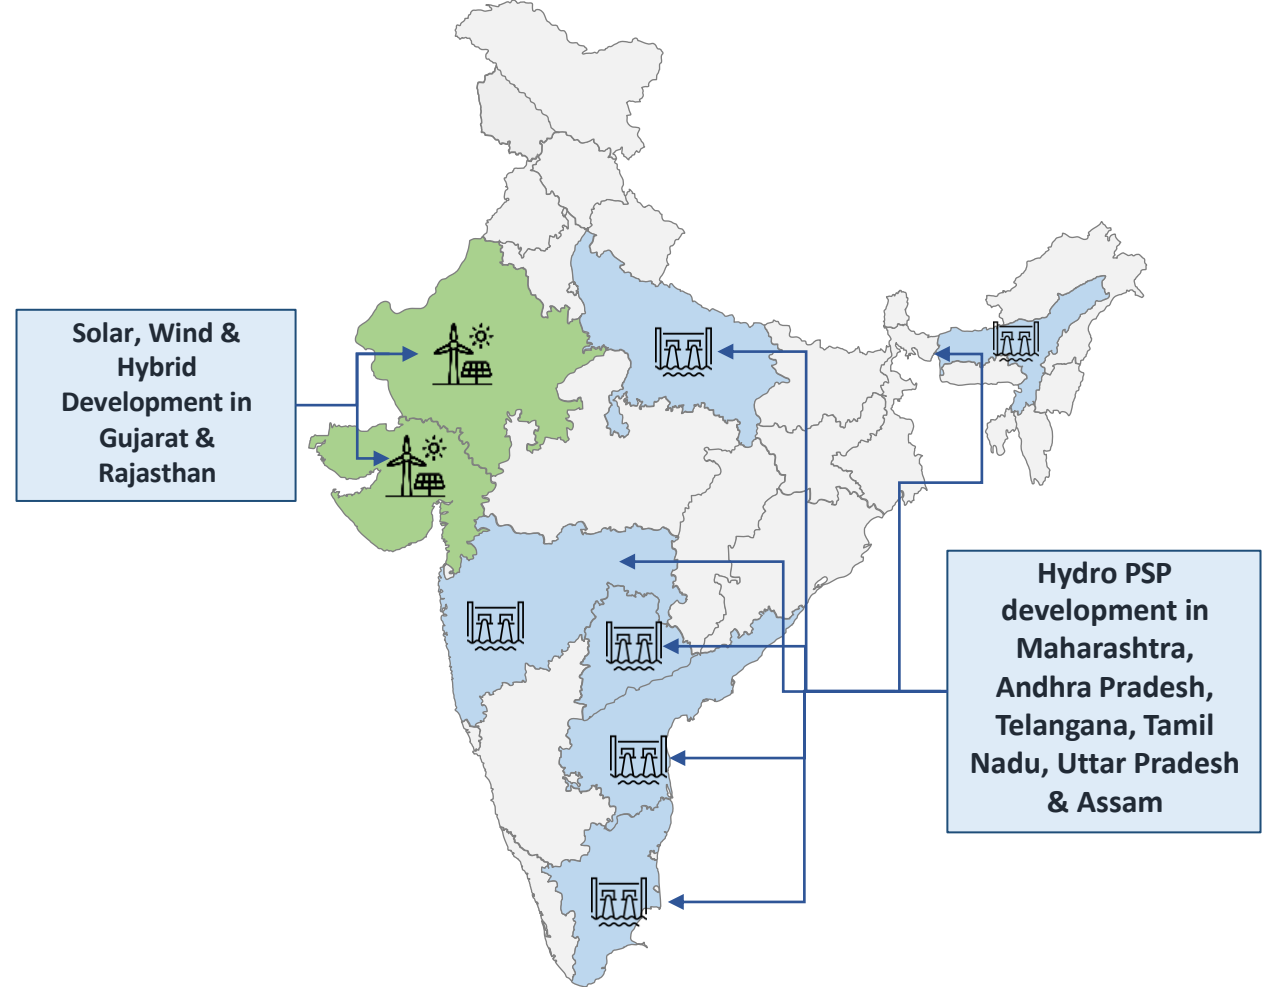 Solar, Wind &
Hybrid
Development in
Gujarat &
Rajasthan
Hydro PSP
development in
Maharashtra,
Andhra Pradesh,
Telangana, Tamil
Nadu, Uttar Pradesh
& Assam